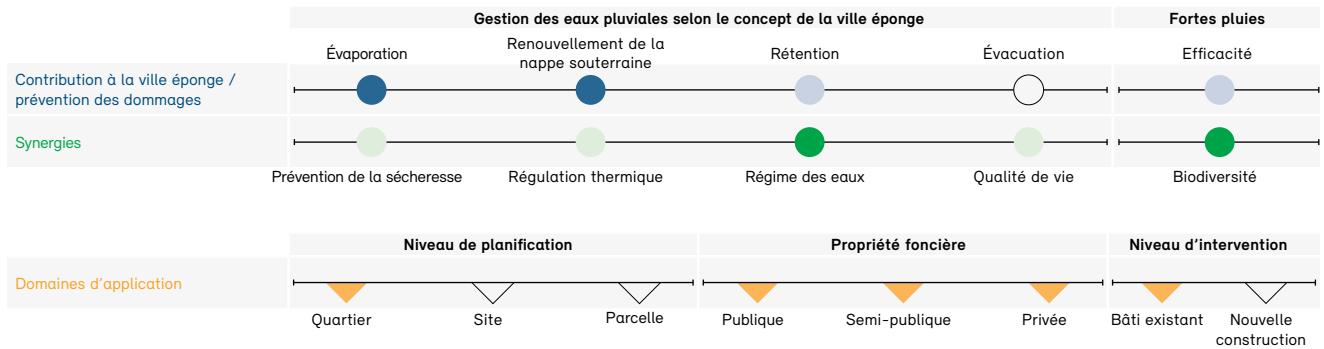 Gestion des eaux pluviales selon le concept de la ville éponge
Fortes pluies
Évaporation
Renouvellement de la
nappe souterraine
Rétention
Évacuation
Efficacité
Contribution à la ville éponge /
prévention des dommages
Synergies
Prévention de la sécheresse
Régulation thermique
Régime des eaux
Qualité de vie
Biodiversité
Niveau de planification
Propriété foncière
Niveau d’intervention
Domaines d’application
Quartier
Site
Parcelle
Publique
Semi-publique
Privée
Bâti existant
Nouvelle
construction